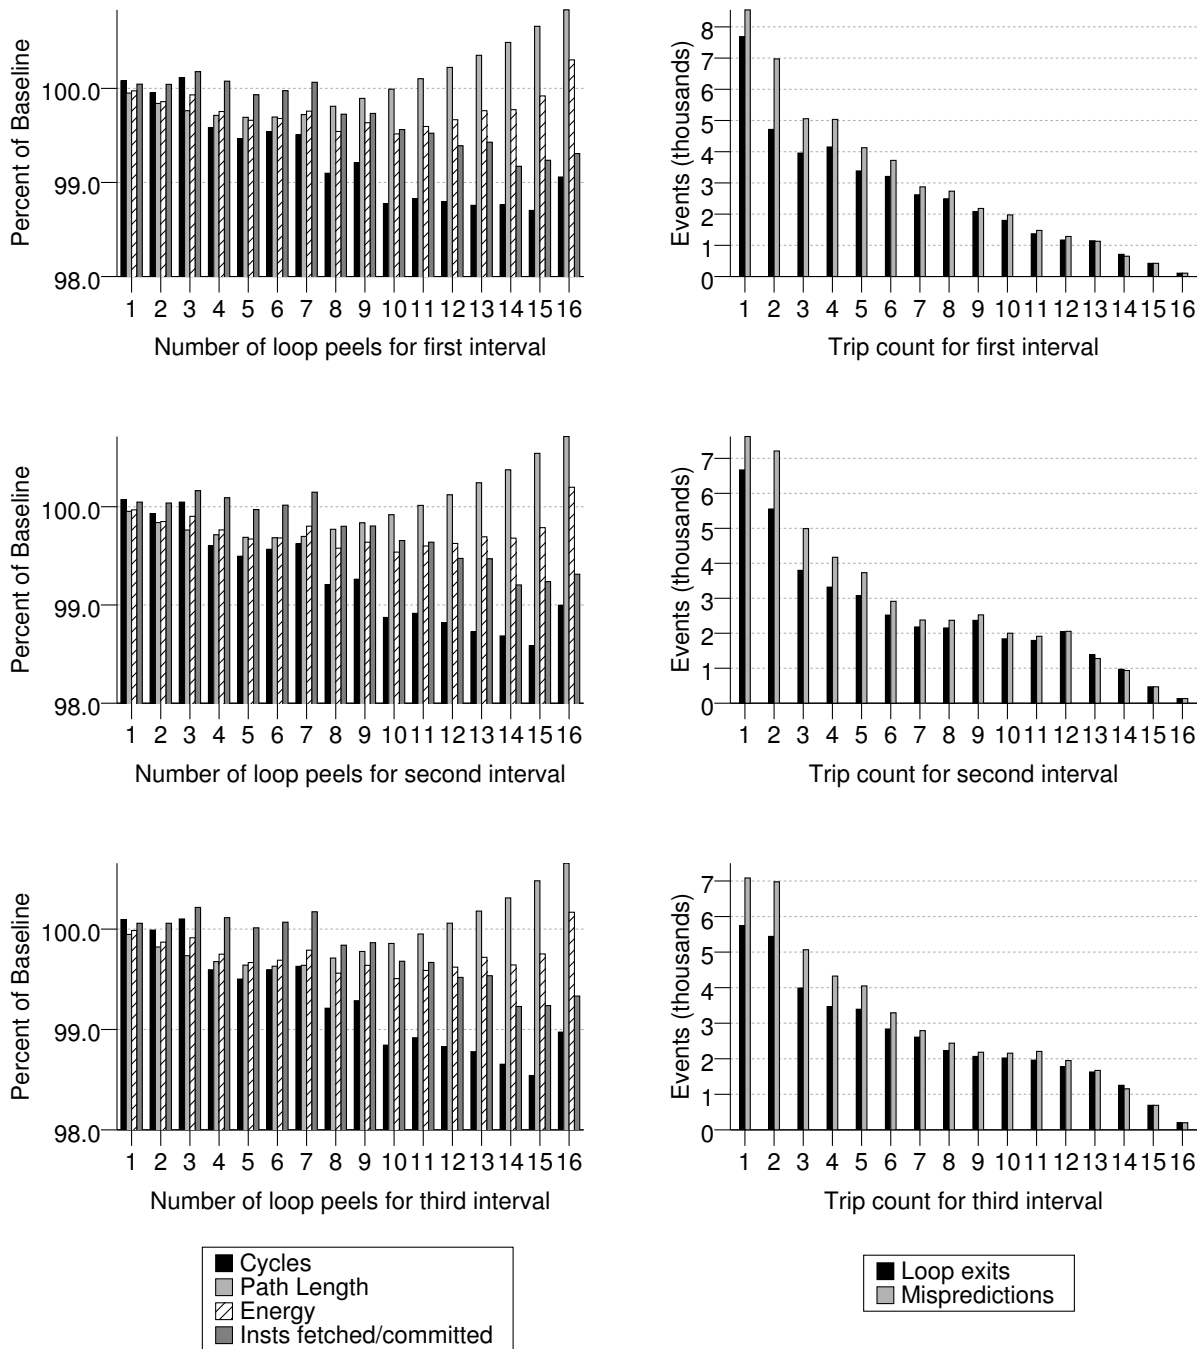 Percent of Baseline
100.0
99.0
98.0
1 2 3 4 5 6 7 8 9 10 11 12 13 14 15 16
Number of loop peels for first interval
Events (thousands)
8
7
6
5
4
3
2
1
0
1 2 3 4 5 6 7 8 9 10 11 12 13 14 15 16
Trip count for first interval
Percent of Baseline
100.0
99.0
98.0
1 2 3 4 5 6 7 8 9 10 11 12 13 14 15 16
Number of loop peels for second interval
Events (thousands)
7
6
5
4
3
2
1
0
1 2 3 4 5 6 7 8 9 10 11 12 13 14 15 16
Trip count for second interval
Percent of Baseline
100.0
99.0
98.0
1 2 3 4 5 6 7 8 9 10 11 12 13 14 15 16
Number of loop peels for third interval
Events (thousands)
7
6
5
4
3
2
1
0
1 2 3 4 5 6 7 8 9 10 11 12 13 14 15 16
Trip count for third interval
Cycles
Path Length
Energy
Insts fetched/committed
Loop exits
Mispredictions